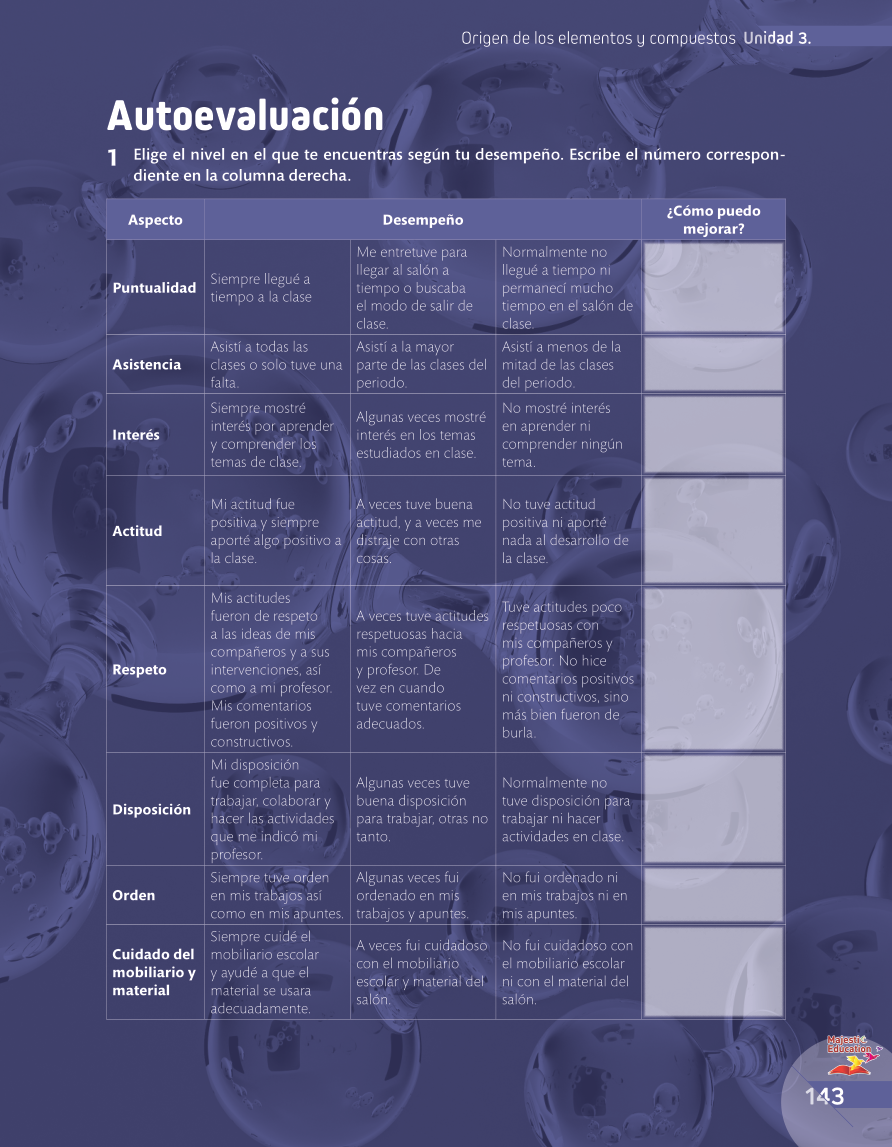 Origen de los elementos y compuestos Unidad 3.
Autoevaluación
1 Elige el nivel en el que te encuentras según tu desempeño. Escribe el número correspon-
diente en la columna derecha.
Aspecto
Desempeño
¿Cómo puedo
mejorar?
Puntualidad
Siempre llegué a
tiempo a la clase
Me entretuve para
llegar al salón a
tiempo o buscaba
el modo de salir de
clase.
Normalmente no
llegué a tiempo ni
permanecí mucho
tiempo en el salón de
clase.
Asistencia
Asistí a todas las
clases o solo tuve una
falta.
Asistí a la mayor
parte de las clases del
periodo.
Asistí a menos de la
mitad de las clases
del periodo.
Interés
Siempre mostré
interés por aprender
y comprender los
temas de clase.
Algunas veces mostré
interés en los temas
estudiados en clase.
No mostré interés
en aprender ni
comprender ningún
tema.
Actitud
Mi actitud fue
positiva y siempre
aporté algo positivo a
la clase.
A veces tuve buena
actitud, y a veces me
distraje con otras
cosas.
No tuve actitud
positiva ni aporté
nada al desarrollo de
la clase.
Respeto
Mis actitudes
fueron de respeto
a las ideas de mis
compañeros y a sus
intervenciones, así
como a mi profesor.
Mis comentarios
fueron positivos y
constructivos.
A veces tuve actitudes
respetuosas hacia
mis compañeros
y profesor. De
vez en cuando
tuve comentarios
adecuados.
Tuve actitudes poco
respetuosas con
mis compañeros y
profesor. No hice
comentarios positivos
ni constructivos, sino
más bien fueron de
burla.
Disposición
Mi disposición
fue completa para
trabajar, colaborar y
hacer las actividades
que me indicó mi
profesor.
Algunas veces tuve
buena disposición
para trabajar, otras no
tanto.
Normalmente no
tuve disposición para
trabajar ni hacer
actividades en clase.
Orden
Siempre tuve orden
en mis trabajos así
como en mis apuntes.
Algunas veces fui
ordenado en mis
trabajos y apuntes.
No fui ordenado ni
en mis trabajos ni en
mis apuntes.
Cuidado del
mobiliario y
material
Siempre cuidé el
mobiliario escolar
y ayudé a que el
material se usara
adecuadamente.
A veces fui cuidadoso
con el mobiliario
escolar y material del
salón.
No fui cuidadoso con
el mobiliario escolar
ni con el material del
salón.
Majestic
Education
143